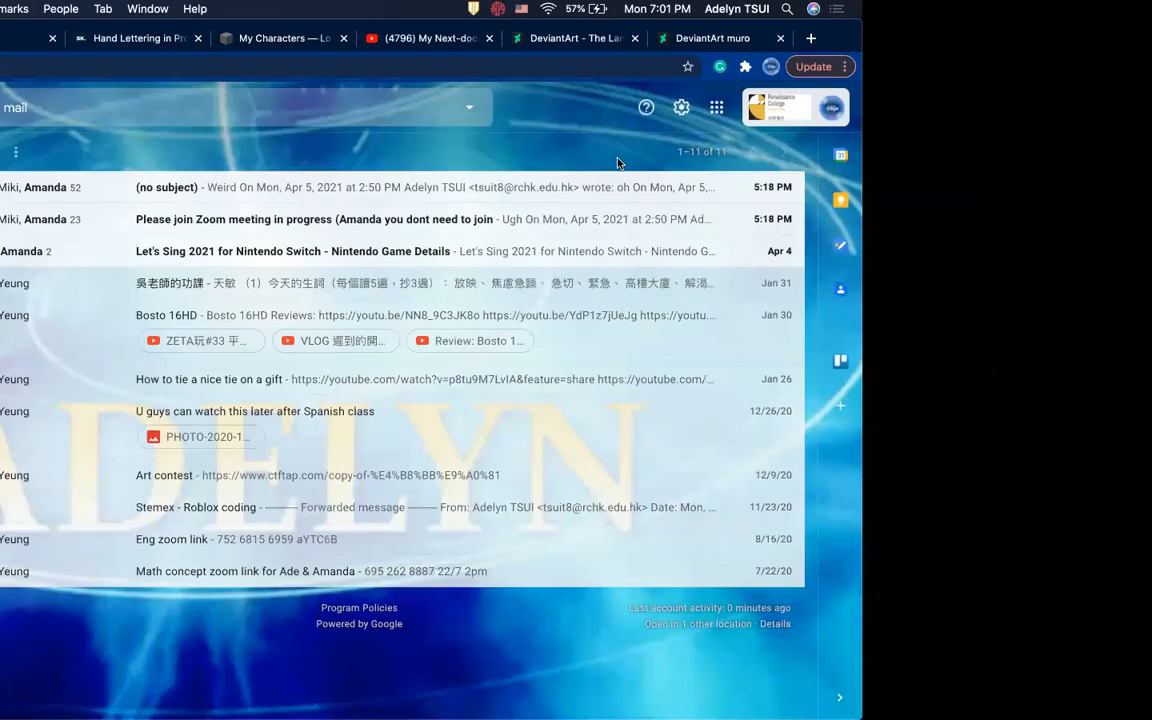 marks People Tab Window Help 57% Mon 7:01 PM Adelyn TSUI
Hand Lettering in Pr My Characters — Lo (4796) My Next-doo DeviantArt - The Lar DeviantArt muro
Update
mail
Renaissance College
1–11 of 11
Miki, Amanda 52 (no subject) - Weird On Mon, Apr 5, 2021 at 2:50 PM Adelyn TSUI <tsuit8@rchk.edu.hk> wrote: oh On Mon, Apr 5,... 5:18 PM
Miki, Amanda 23 Please join Zoom meeting in progress (Amanda you dont need to join - Ugh On Mon, Apr 5, 2021 at 2:50 PM Ad... 5:18 PM
Amanda 2 Let's Sing 2021 for Nintendo Switch - Nintendo Game Details - Let's Sing 2021 for Nintendo Switch - Nintendo G... Apr 4
Yeung 吳老師的功課 - 天敏 （1）今天的生詞（每個讀5遍，抄3遍）： 放映、 焦慮急躁、 急切、 緊急、 高樓大廈、 解渴... Jan 31
Yeung Bosto 16HD - Bosto 16HD Reviews: https://youtu.be/NN8_9C3JK8o https://youtu.be/YdP1z7jUeJg https://youtu.... Jan 30
ZETA玩#33 平... VLOG 遲到的開... Review: Bosto 1...
Yeung How to tie a nice tie on a gift - https://youtube.com/watch?v=p8tu9M7LvIA&feature=share https://youtube.com/... Jan 26
Yeung U guys can watch this later after Spanish class 12/26/20
PHOTO-2020-1...
ADELYN
Yeung Art contest - https://www.ctftap.com/copy-of-%E4%B8%BB%E9%A0%81 12/9/20
Yeung Stemex - Roblox coding - ---------- Forwarded message --------- From: Adelyn TSUI <tsuit8@rchk.edu.hk> Date: Mon, ... 11/23/20
Yeung Eng zoom link - 752 6815 6959 aYTC6B 8/16/20
Yeung Math concept zoom link for Ade & Amanda - 695 262 8887 22/7 2pm 7/22/20
Program Policies Last account activity: 0 minutes ago
Powered by Google Open in 1 other location · Details